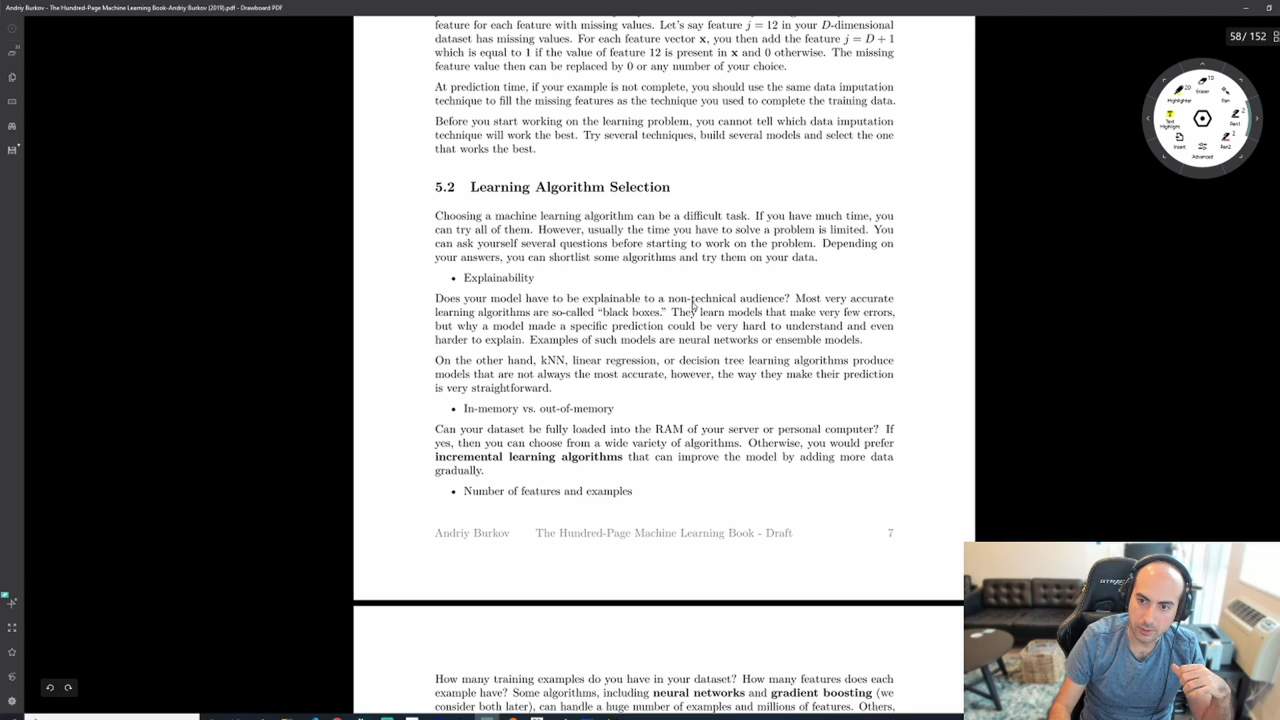 Andriy Burkov - The Hundred-Page Machine Learning Book-Andriy Burkov (2019).pdf - Drawboard PDF
58 / 152
feature for each feature with missing values. Let's say feature j = 12 in your D-dimensional
dataset has missing values. For each feature vector x, you then add the feature j = D + 1
which is equal to 1 if the value of feature 12 is present in x and 0 otherwise. The missing
feature value then can be replaced by 0 or any number of your choice.
At prediction time, if your example is not complete, you should use the same data imputation
technique to fill the missing features as the technique you used to complete the training data.
Before you start working on the learning problem, you cannot tell which data imputation
technique will work the best. Try several techniques, build several models and select the one
that works the best.
5.2 Learning Algorithm Selection
Choosing a machine learning algorithm can be a difficult task. If you have much time, you
can try all of them. However, usually the time you have to solve a problem is limited. You
can ask yourself several questions before starting to work on the problem. Depending on
your answers, you can shortlist some algorithms and try them on your data.
• Explainability
Does your model have to be explainable to a non-technical audience? Most very accurate
learning algorithms are so-called “black boxes.” They learn models that make very few errors,
but why a model made a specific prediction could be very hard to understand and even
harder to explain. Examples of such models are neural networks or ensemble models.
On the other hand, kNN, linear regression, or decision tree learning algorithms produce
models that are not always the most accurate, however, the way they make their prediction
is very straightforward.
• In-memory vs. out-of-memory
Can your dataset be fully loaded into the RAM of your server or personal computer? If
yes, then you can choose from a wide variety of algorithms. Otherwise, you would prefer
incremental learning algorithms that can improve the model by adding more data
gradually.
• Number of features and examples
Andriy Burkov The Hundred-Page Machine Learning Book - Draft 7
How many training examples do you have in your dataset? How many features does each
example have? Some algorithms, including neural networks and gradient boosting (we
consider both later), can handle a huge number of examples and millions of features. Others,
10
Eraser
20
Highlighter
Pen
Text
Highlight
2
Pen1
Insert
2
Pen2
Advanced